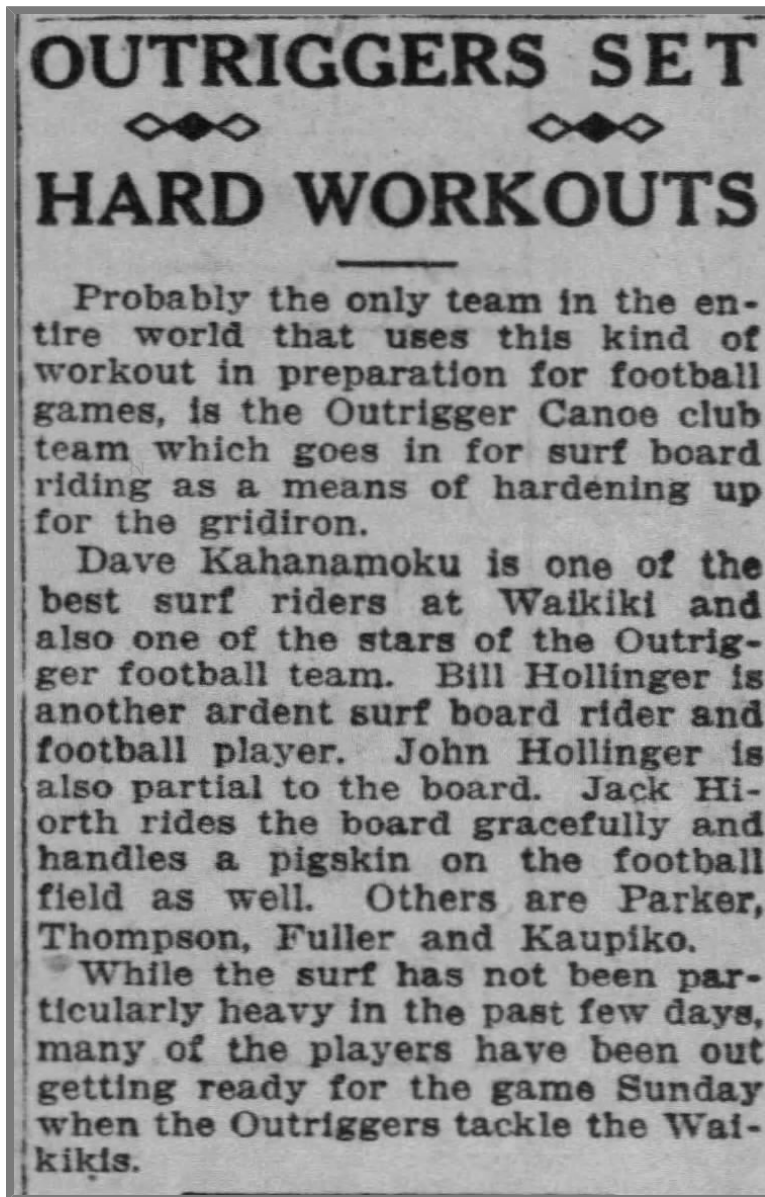 OUTRIGGERS SET
HARD WORKOUTS
Probably the only team in the en-
tire world that uses this kind of
workout in preparation for football
games, is the Outrigger Canoe club
team which goes in for surf board
riding as a means of hardening up
for the gridiron.
Dave Kahanamoku is one of the
best surf riders at Waikiki and
also one of the stars of the Outrig-
ger football team. Bill Hollinger is
another ardent surf board rider and
football player. John Hollinger is
also partial to the board. Jack Hi-
orth rides the board gracefully and
handles a pigskin on the football
field as well. Others are Parker,
Thompson, Fuller and Kaupiko.
While the surf has not been par-
ticularly heavy in the past few days,
many of the players have been out
getting ready for the game Sunday
when the Outriggers tackle the Wai-
kikis.